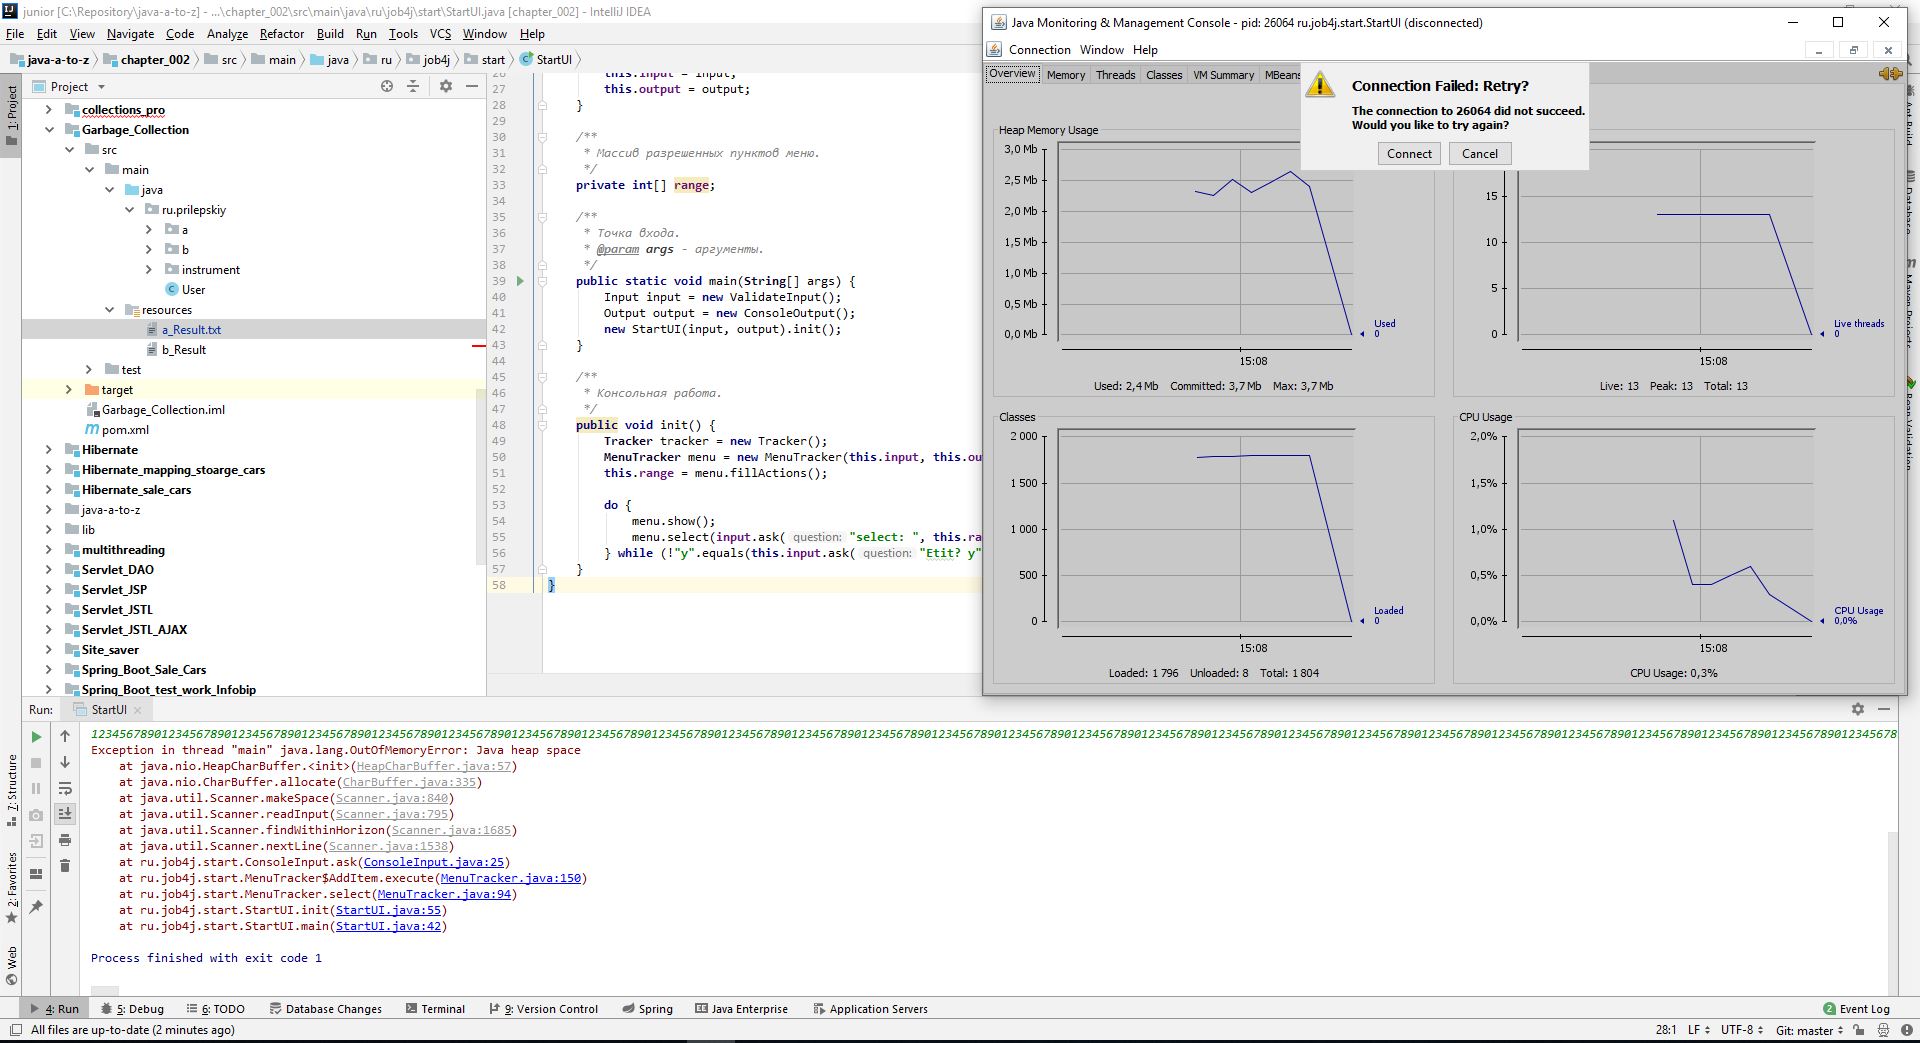 junior [C:\Repository\java-a-to-z] - ...\chapter_002\src\main\java\ru\job4j\start\StartUI.java [chapter_002] - IntelliJ IDEA
File Edit View Navigate Code Analyze Refactor Build Run Tools VCS Window Help
java-a-to-z chapter_002 src main java ru job4j start StartUI
1: Project
Project
collections_pro
Garbage_Collection
src
main
java
ru.prilepskiy
a
b
instrument
User
resources
a_Result.txt
b_Result
test
target
Garbage_Collection.iml
pom.xml
Hibernate
Hibernate_mapping_stoarge_cars
Hibernate_sale_cars
java-a-to-z
lib
multithreading
Servlet_DAO
Servlet_JSP
Servlet_JSTL
Servlet_JSTL_AJAX
Site_saver
Spring_Boot_Sale_Cars
Spring_Boot_test_work_Infobip
26 this.input = input;
27 this.output = output;
28 }
29
30 /**
31 * Массив разрешенных пунктов меню.
32 */
33 private int[] range;
34
35 /**
36 * Точка входа.
37 * @param args - аргументы.
38 */
39 public static void main(String[] args) {
40 Input input = new ValidateInput();
41 Output output = new ConsoleOutput();
42 new StartUI(input, output).init();
43 }
44
45 /**
46 * Консольная работа.
47 */
48 public void init() {
49 Tracker tracker = new Tracker();
50 MenuTracker menu = new MenuTracker(this.input, this.ou
51 this.range = menu.fillActions();
52
53 do {
54 menu.show();
55 menu.select(input.ask( question: "select: ", this.ra
56 } while (!"y".equals(this.input.ask( question: "Etit? y"
57 }
58 }
Java Monitoring & Management Console - pid: 26064 ru.job4j.start.StartUI (disconnected)
Connection Window Help
Overview Memory Threads Classes VM Summary MBeans
Connection Failed: Retry?
The connection to 26064 did not succeed.
Would you like to try again?
Connect Cancel
Heap Memory Usage
3,0 Mb
2,5 Mb
2,0 Mb
1,5 Mb
1,0 Mb
0,5 Mb
0,0 Mb
Used
0
15:08
Used: 2,4 Mb Committed: 3,7 Mb Max: 3,7 Mb
15
10
5
0
Live threads
0
15:08
Live: 13 Peak: 13 Total: 13
Classes
2 000
1 500
1 000
500
0
Loaded
0
15:08
Loaded: 1 796 Unloaded: 8 Total: 1 804
CPU Usage
2,0%
1,5%
1,0%
0,5%
0,0%
CPU Usage
0,0%
15:08
CPU Usage: 0,3%
Database
Maven Projects
Bean Validation
Run: StartUI
Exception in thread "main" java.lang.OutOfMemoryError: Java heap space
at java.nio.HeapCharBuffer.<init>(HeapCharBuffer.java:57)
at java.nio.CharBuffer.allocate(CharBuffer.java:335)
at java.util.Scanner.makeSpace(Scanner.java:840)
at java.util.Scanner.readInput(Scanner.java:795)
at java.util.Scanner.findWithinHorizon(Scanner.java:1685)
at java.util.Scanner.nextLine(Scanner.java:1538)
at ru.job4j.start.ConsoleInput.ask(ConsoleInput.java:25)
at ru.job4j.start.MenuTracker$AddItem.execute(MenuTracker.java:150)
at ru.job4j.start.MenuTracker.select(MenuTracker.java:94)
at ru.job4j.start.StartUI.init(StartUI.java:55)
at ru.job4j.start.StartUI.main(StartUI.java:42)
Process finished with exit code 1
7: Structure
2: Favorites
Web
4: Run 5: Debug 6: TODO Database Changes Terminal 9: Version Control Spring Java Enterprise Application Servers 2 Event Log
All files are up-to-date (2 minutes ago) 28:1 LF UTF-8 Git: master